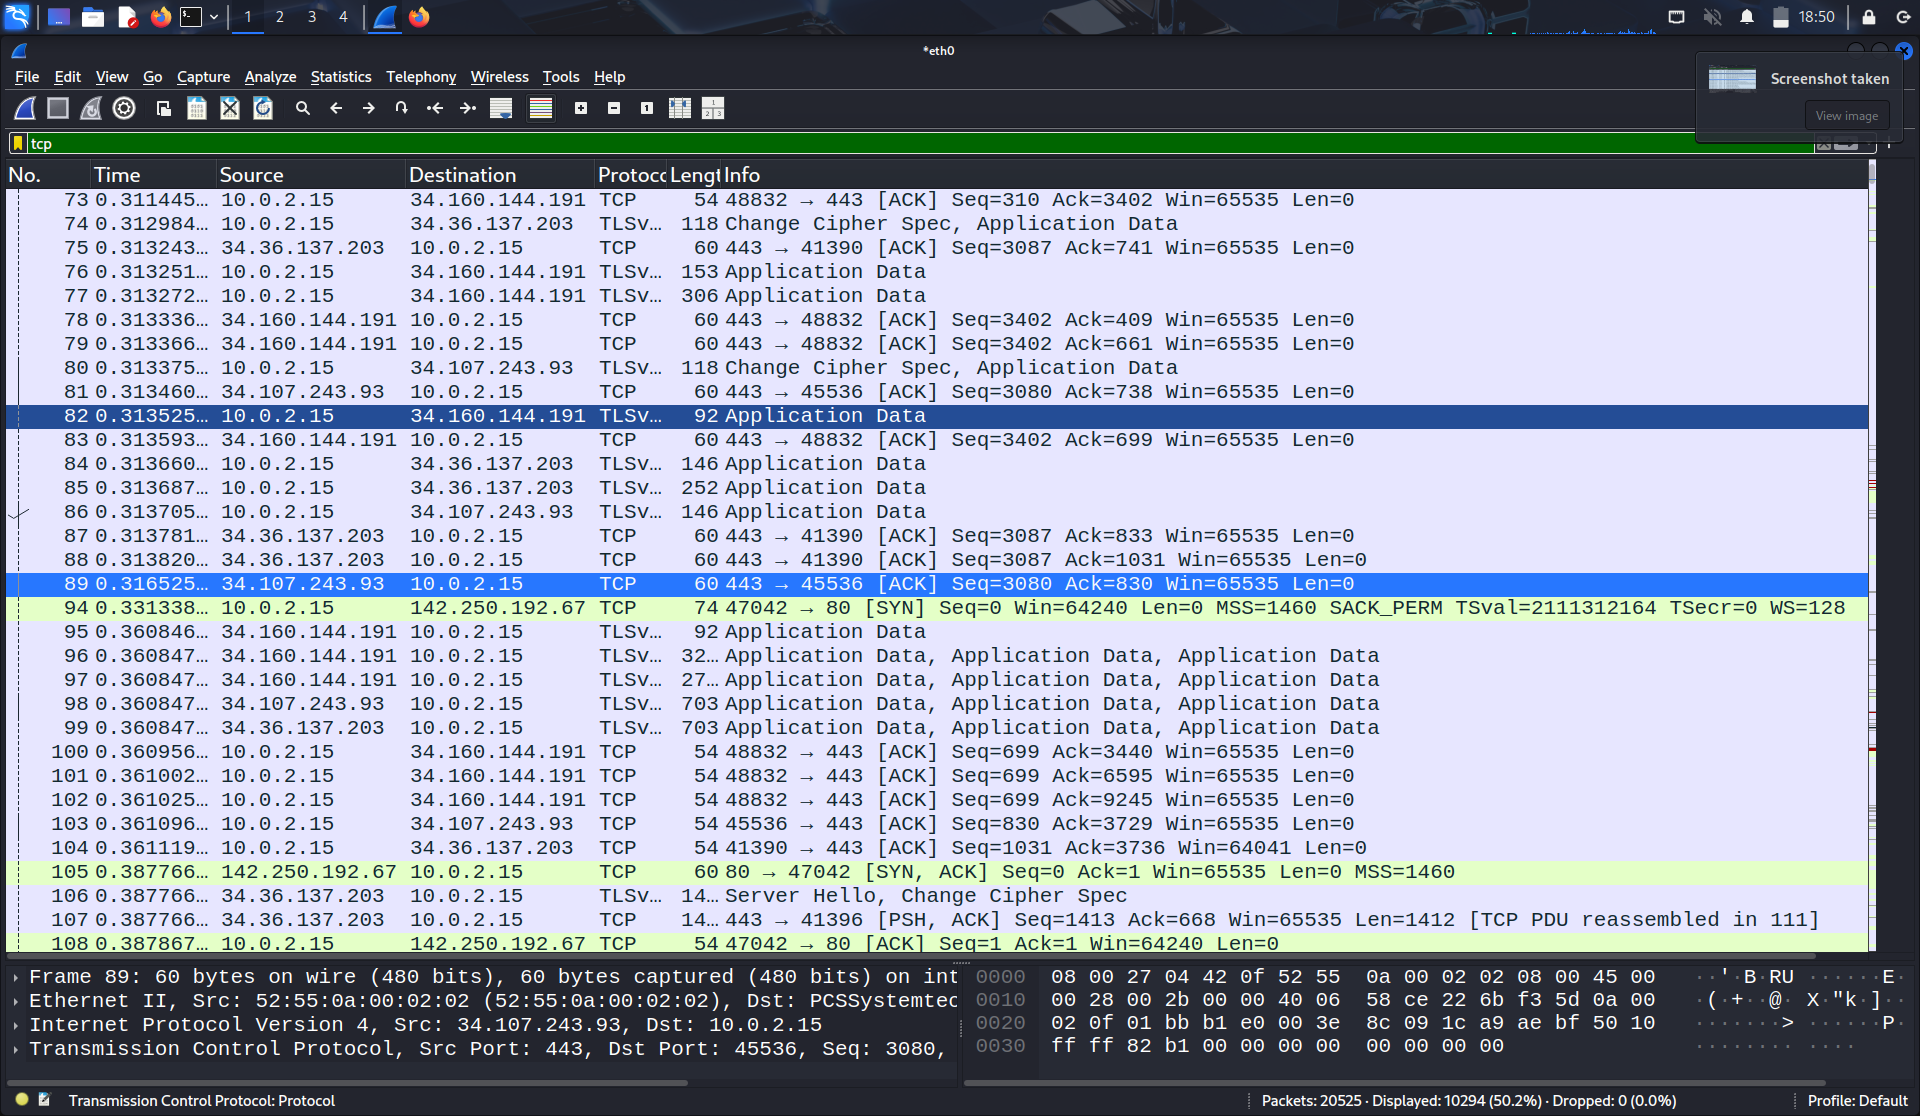 1 2 3 4 18:50
*eth0
File Edit View Go Capture Analyze Statistics Telephony Wireless Tools Help
Screenshot taken
View image
tcp
No. Time Source Destination Protoc Lengt Info
73 0.311445… 10.0.2.15 34.160.144.191 TCP 54 48832 → 443 [ACK] Seq=310 Ack=3402 Win=65535 Len=0
74 0.312984… 10.0.2.15 34.36.137.203 TLSv… 118 Change Cipher Spec, Application Data
75 0.313243… 34.36.137.203 10.0.2.15 TCP 60 443 → 41390 [ACK] Seq=3087 Ack=741 Win=65535 Len=0
76 0.313251… 10.0.2.15 34.160.144.191 TLSv… 153 Application Data
77 0.313272… 10.0.2.15 34.160.144.191 TLSv… 306 Application Data
78 0.313336… 34.160.144.191 10.0.2.15 TCP 60 443 → 48832 [ACK] Seq=3402 Ack=409 Win=65535 Len=0
79 0.313366… 34.160.144.191 10.0.2.15 TCP 60 443 → 48832 [ACK] Seq=3402 Ack=661 Win=65535 Len=0
80 0.313375… 10.0.2.15 34.107.243.93 TLSv… 118 Change Cipher Spec, Application Data
81 0.313460… 34.107.243.93 10.0.2.15 TCP 60 443 → 45536 [ACK] Seq=3080 Ack=738 Win=65535 Len=0
82 0.313525… 10.0.2.15 34.160.144.191 TLSv… 92 Application Data
83 0.313593… 34.160.144.191 10.0.2.15 TCP 60 443 → 48832 [ACK] Seq=3402 Ack=699 Win=65535 Len=0
84 0.313660… 10.0.2.15 34.36.137.203 TLSv… 146 Application Data
85 0.313687… 10.0.2.15 34.36.137.203 TLSv… 252 Application Data
86 0.313705… 10.0.2.15 34.107.243.93 TLSv… 146 Application Data
87 0.313781… 34.36.137.203 10.0.2.15 TCP 60 443 → 41390 [ACK] Seq=3087 Ack=833 Win=65535 Len=0
88 0.313820… 34.36.137.203 10.0.2.15 TCP 60 443 → 41390 [ACK] Seq=3087 Ack=1031 Win=65535 Len=0
89 0.316525… 34.107.243.93 10.0.2.15 TCP 60 443 → 45536 [ACK] Seq=3080 Ack=830 Win=65535 Len=0
94 0.331338… 10.0.2.15 142.250.192.67 TCP 74 47042 → 80 [SYN] Seq=0 Win=64240 Len=0 MSS=1460 SACK_PERM TSval=2111312164 TSecr=0 WS=128
95 0.360846… 34.160.144.191 10.0.2.15 TLSv… 92 Application Data
96 0.360847… 34.160.144.191 10.0.2.15 TLSv… 32… Application Data, Application Data, Application Data
97 0.360847… 34.160.144.191 10.0.2.15 TLSv… 27… Application Data, Application Data, Application Data
98 0.360847… 34.107.243.93 10.0.2.15 TLSv… 703 Application Data, Application Data, Application Data
99 0.360847… 34.36.137.203 10.0.2.15 TLSv… 703 Application Data, Application Data, Application Data
100 0.360956… 10.0.2.15 34.160.144.191 TCP 54 48832 → 443 [ACK] Seq=699 Ack=3440 Win=65535 Len=0
101 0.361002… 10.0.2.15 34.160.144.191 TCP 54 48832 → 443 [ACK] Seq=699 Ack=6595 Win=65535 Len=0
102 0.361025… 10.0.2.15 34.160.144.191 TCP 54 48832 → 443 [ACK] Seq=699 Ack=9245 Win=65535 Len=0
103 0.361096… 10.0.2.15 34.107.243.93 TCP 54 45536 → 443 [ACK] Seq=830 Ack=3729 Win=65535 Len=0
104 0.361119… 10.0.2.15 34.36.137.203 TCP 54 41390 → 443 [ACK] Seq=1031 Ack=3736 Win=64041 Len=0
105 0.387766… 142.250.192.67 10.0.2.15 TCP 60 80 → 47042 [SYN, ACK] Seq=0 Ack=1 Win=65535 Len=0 MSS=1460
106 0.387766… 34.36.137.203 10.0.2.15 TLSv… 14… Server Hello, Change Cipher Spec
107 0.387766… 34.36.137.203 10.0.2.15 TCP 14… 443 → 41396 [PSH, ACK] Seq=1413 Ack=668 Win=65535 Len=1412 [TCP PDU reassembled in 111]
108 0.387867… 10.0.2.15 142.250.192.67 TCP 54 47042 → 80 [ACK] Seq=1 Ack=1 Win=64240 Len=0
Frame 89: 60 bytes on wire (480 bits), 60 bytes captured (480 bits) on int
Ethernet II, Src: 52:55:0a:00:02:02 (52:55:0a:00:02:02), Dst: PCSSystemtec
Internet Protocol Version 4, Src: 34.107.243.93, Dst: 10.0.2.15
Transmission Control Protocol, Src Port: 443, Dst Port: 45536, Seq: 3080,
0000 08 00 27 04 42 0f 52 55 0a 00 02 02 08 00 45 00 ··'·B·RU ······E·
0010 00 28 00 2b 00 00 40 06 58 ce 22 6b f3 5d 0a 00 ·(·+··@· X·"k·]··
0020 02 0f 01 bb b1 e0 00 3e 8c 09 1c a9 ae bf 50 10 ·······> ······P·
0030 ff ff 82 b1 00 00 00 00 00 00 00 00 ········ ····
Transmission Control Protocol: Protocol
Packets: 20525 · Displayed: 10294 (50.2%) · Dropped: 0 (0.0%)
Profile: Default